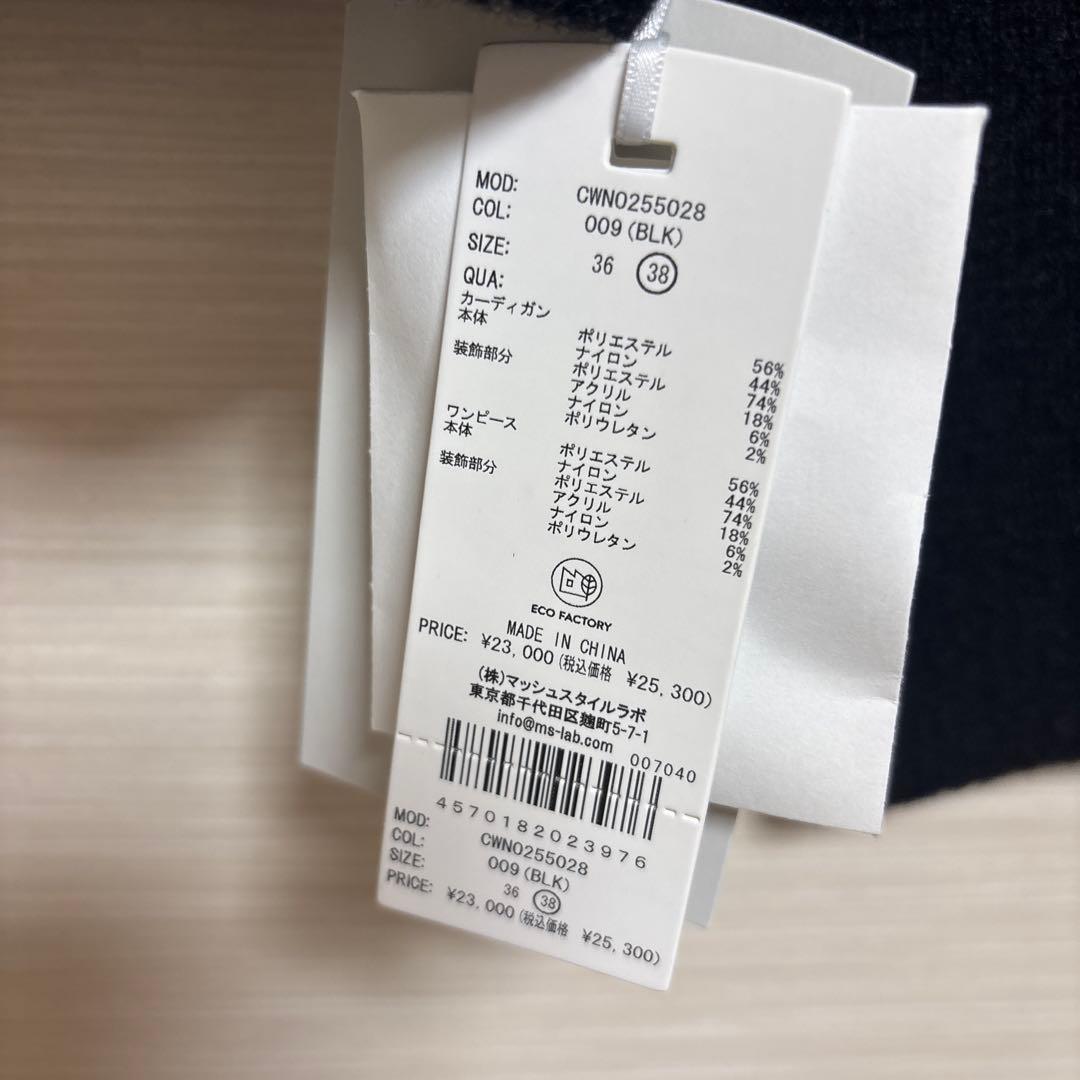 MOD: CWNO255028
COL: 009 (BLK)
SIZE: 36 38
QUA:
カーディガン
本体 ポリエステル 56%
ナイロン 44%
装飾部分 ポリエステル 74%
アクリル 18%
ナイロン 6%
ポリウレタン 2%
ワンピース
本体 ポリエステル 56%
ナイロン 44%
装飾部分 ポリエステル 74%
アクリル 18%
ナイロン 6%
ポリウレタン 2%
ECO FACTORY
MADE IN CHINA
PRICE: ¥23,000 (税込価格 ¥25,300)
(株)マッシュスタイルラボ
東京都千代田区麹町5-7-1
info@ms-lab.com
007040
4570182023976
MOD: CWNO255028
COL: 009 (BLK)
SIZE: 36 38
PRICE: ¥23,000 (税込価格 ¥25,300)